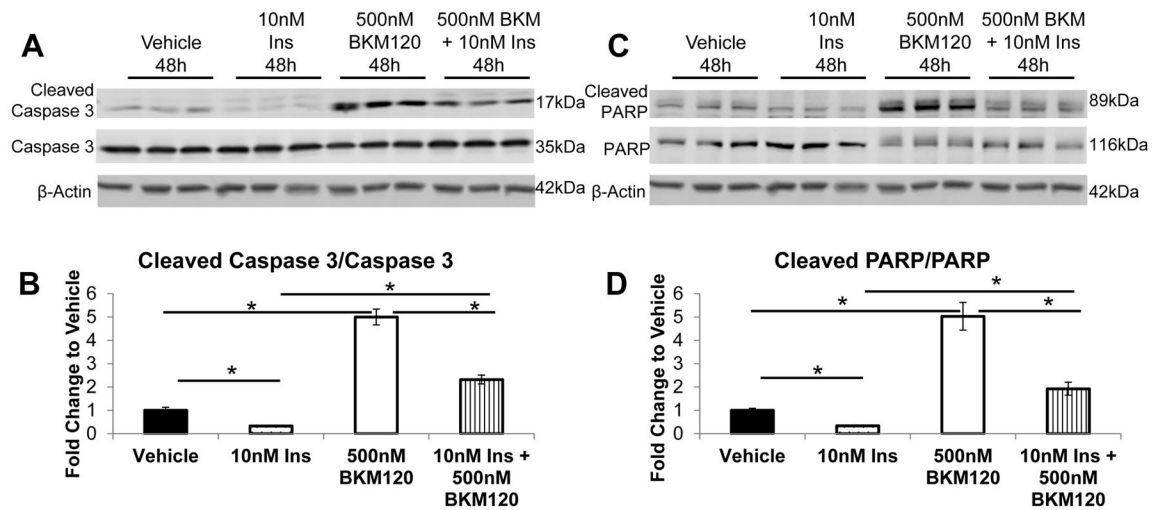 A
Vehicle
48h
10nM
Ins
48h
500nM
BKM120
48h
500nM BKM
+ 10nM Ins
48h
Cleaved
Caspase 3
17kDa
Caspase 3
35kDa
β-Actin
42kDa
C
Vehicle
48h
10nM
Ins
48h
500nM
BKM120
48h
500nM BKM
+ 10nM Ins
48h
Cleaved
PARP
89kDa
PARP
116kDa
β-Actin
42kDa
B
Cleaved Caspase 3/Caspase 3
Fold Change to Vehicle
6
5
4
3
2
1
0
*
*
*
*
Vehicle
10nM Ins
500nM
BKM120
10nM Ins +
500nM
BKM120
D
Cleaved PARP/PARP
Fold Change to Vehicle
6
5
4
3
2
1
0
*
*
*
*
Vehicle
10nM Ins
500nM
BKM120
10nM Ins +
500nM
BKM120